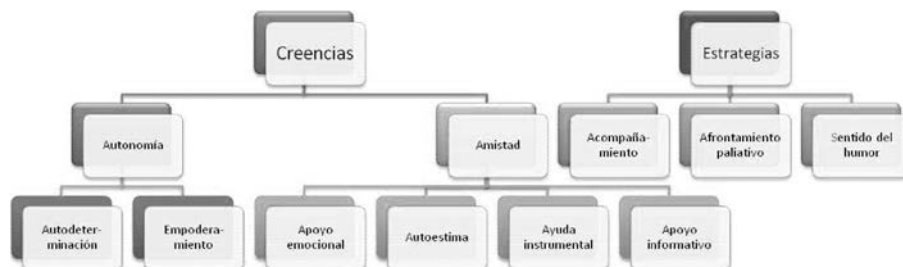 Creencias
Estrategias
Autonomía
Amistad
Acompaña-
miento
Afrontamiento
paliativo
Sentido del
humor
Autodeter-
minación
Empodera-
miento
Apoyo
emocional
Autoestima
Ayuda
instrumental
Apoyo
informativo